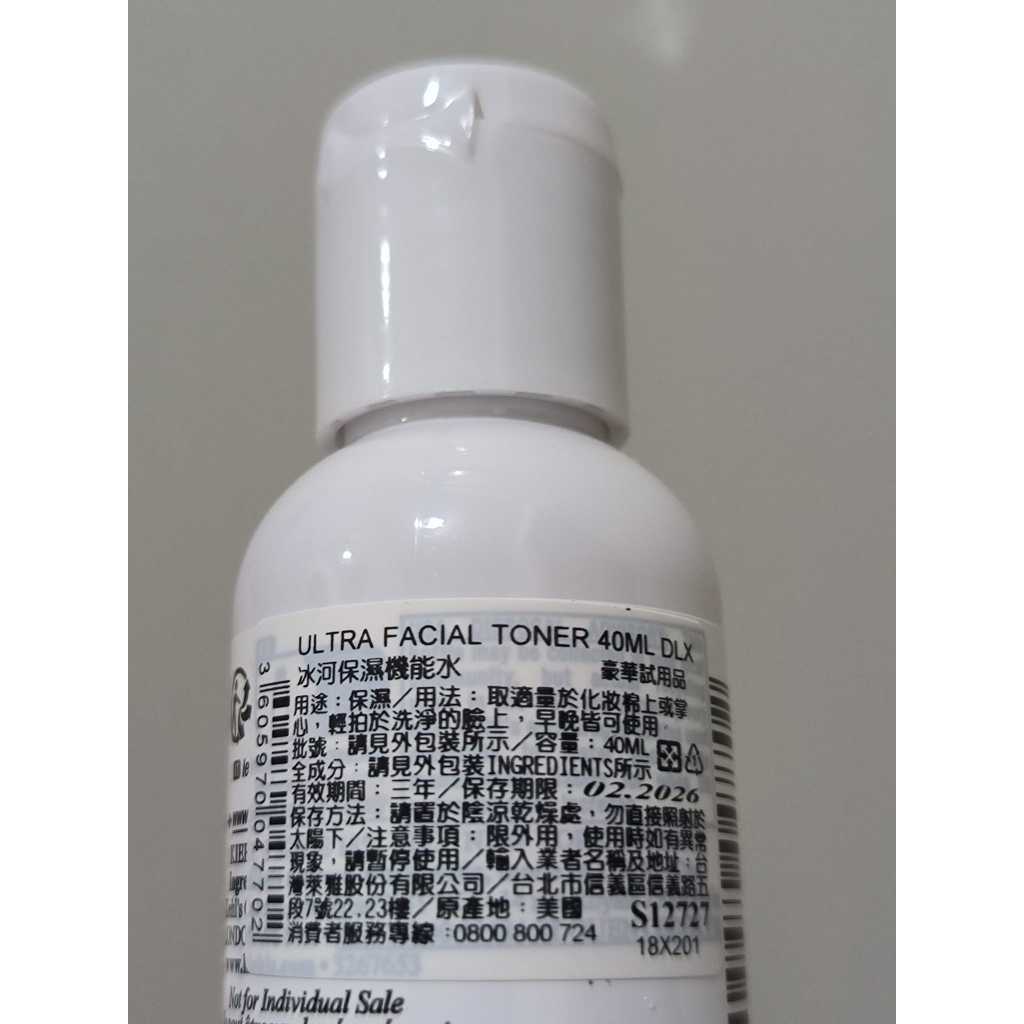 ULTRA FACIAL TONER 40ML DLX
冰河保濕機能水 豪華試用品
用途：保濕／用法：取適量於化妝棉上或掌
心，輕拍於洗淨的臉上，早晚皆可使用
批號：請見外包裝所示／容量：40ML
全成分：請見外包裝INGREDIENTS所示
有效期間：三年／保存期限：02.2026
保存方法：請置於陰涼乾燥處，勿直接照射於
太陽下／注意事項：限外用，使用時如有異常
現象，請暫停使用／輸入業者名稱及地址：台
灣萊雅股份有限公司／台北市信義區信義路五
段7號22.23樓／原產地：美國 S12727
消費者服務專線：0800 800 724 18X201
3 605970 047702
Not for Individual Sale